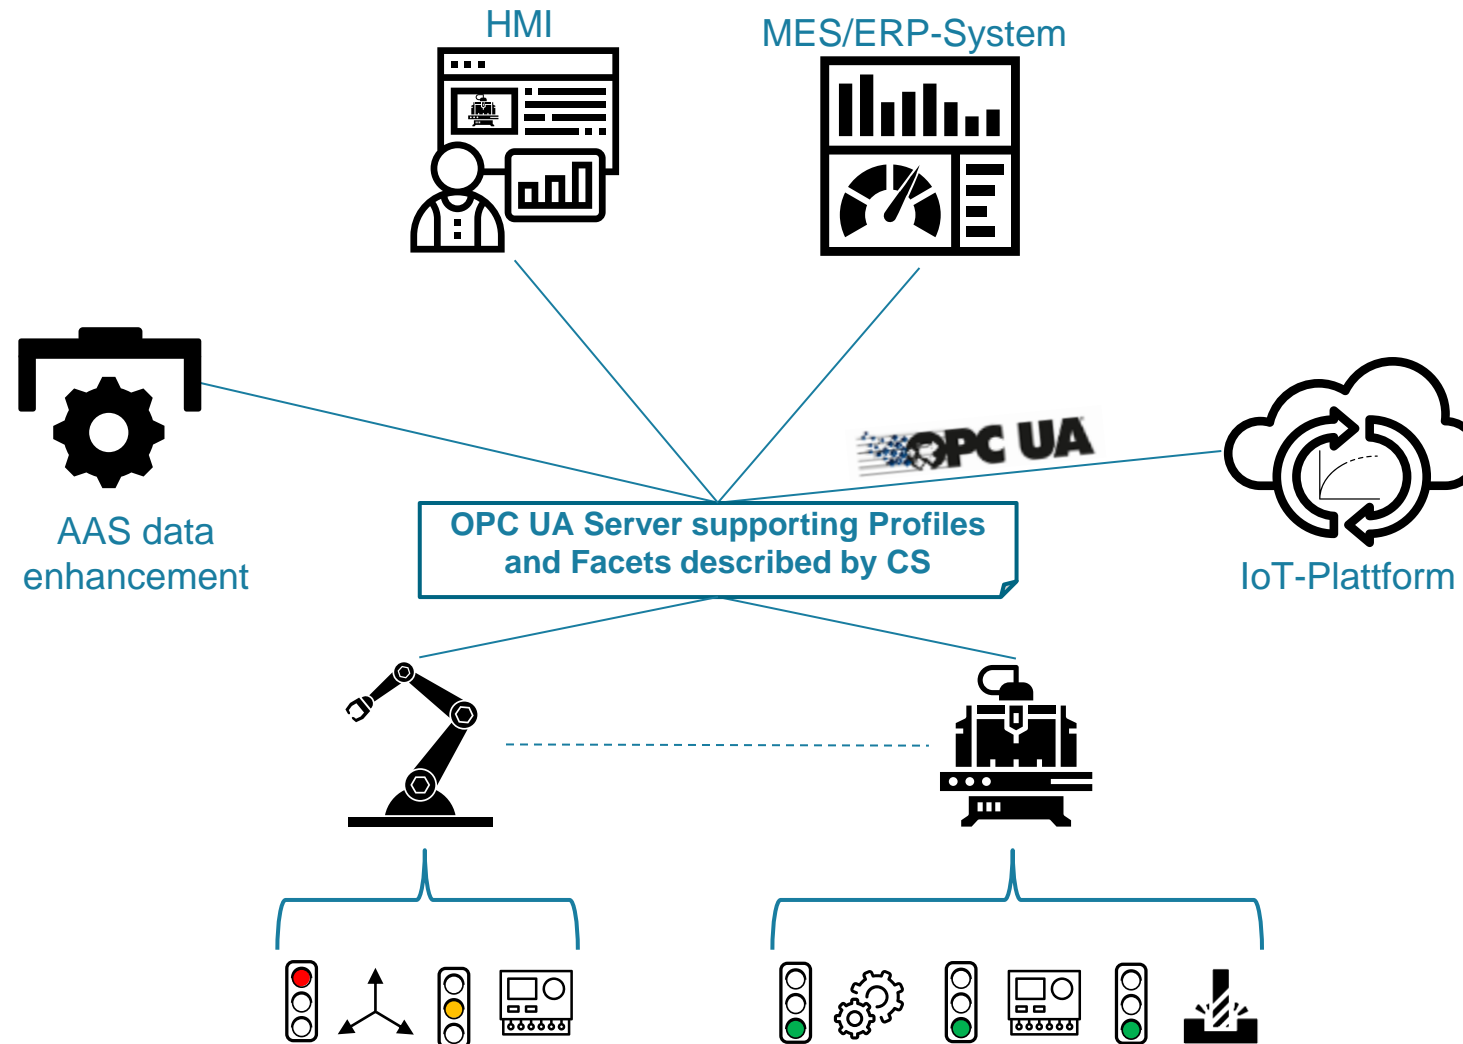 HMI
MES/ERP-System
OPC UA
AAS data
enhancement
OPC UA Server supporting Profiles
and Facets described by CS
IoT-Plattform